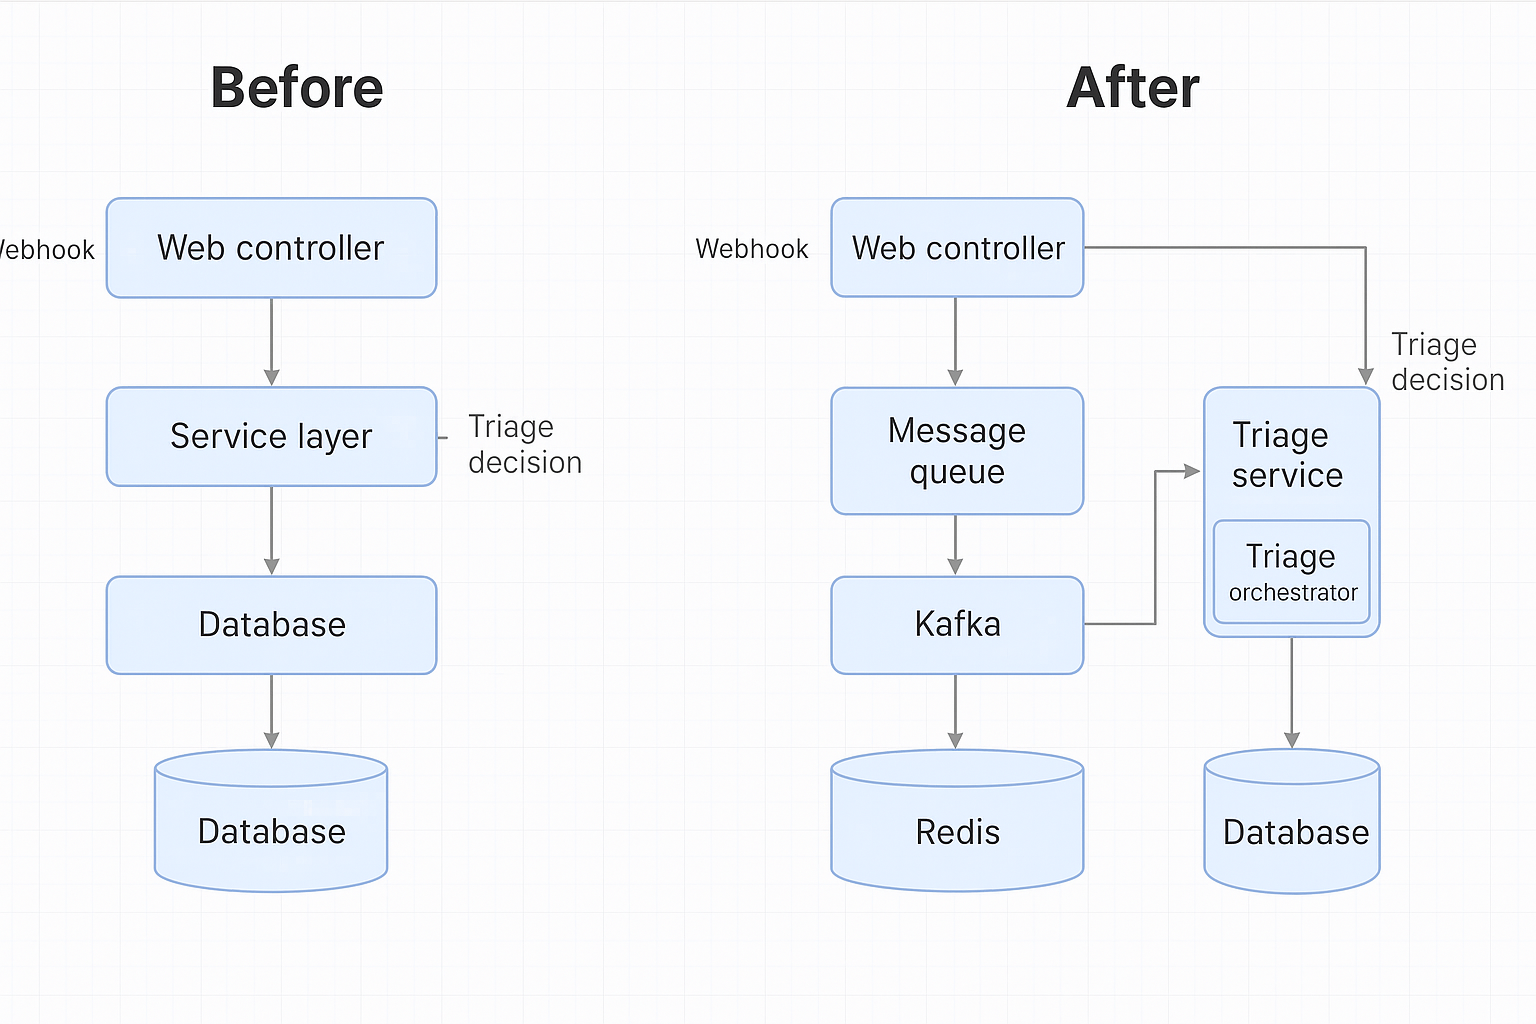 Before
Webhook
Web controller
Service layer
Triage
decision
Database
Database
After
Webhook
Web controller
Triage
decision
Message
queue
Triage
service
Triage
orchestrator
Kafka
Redis
Database